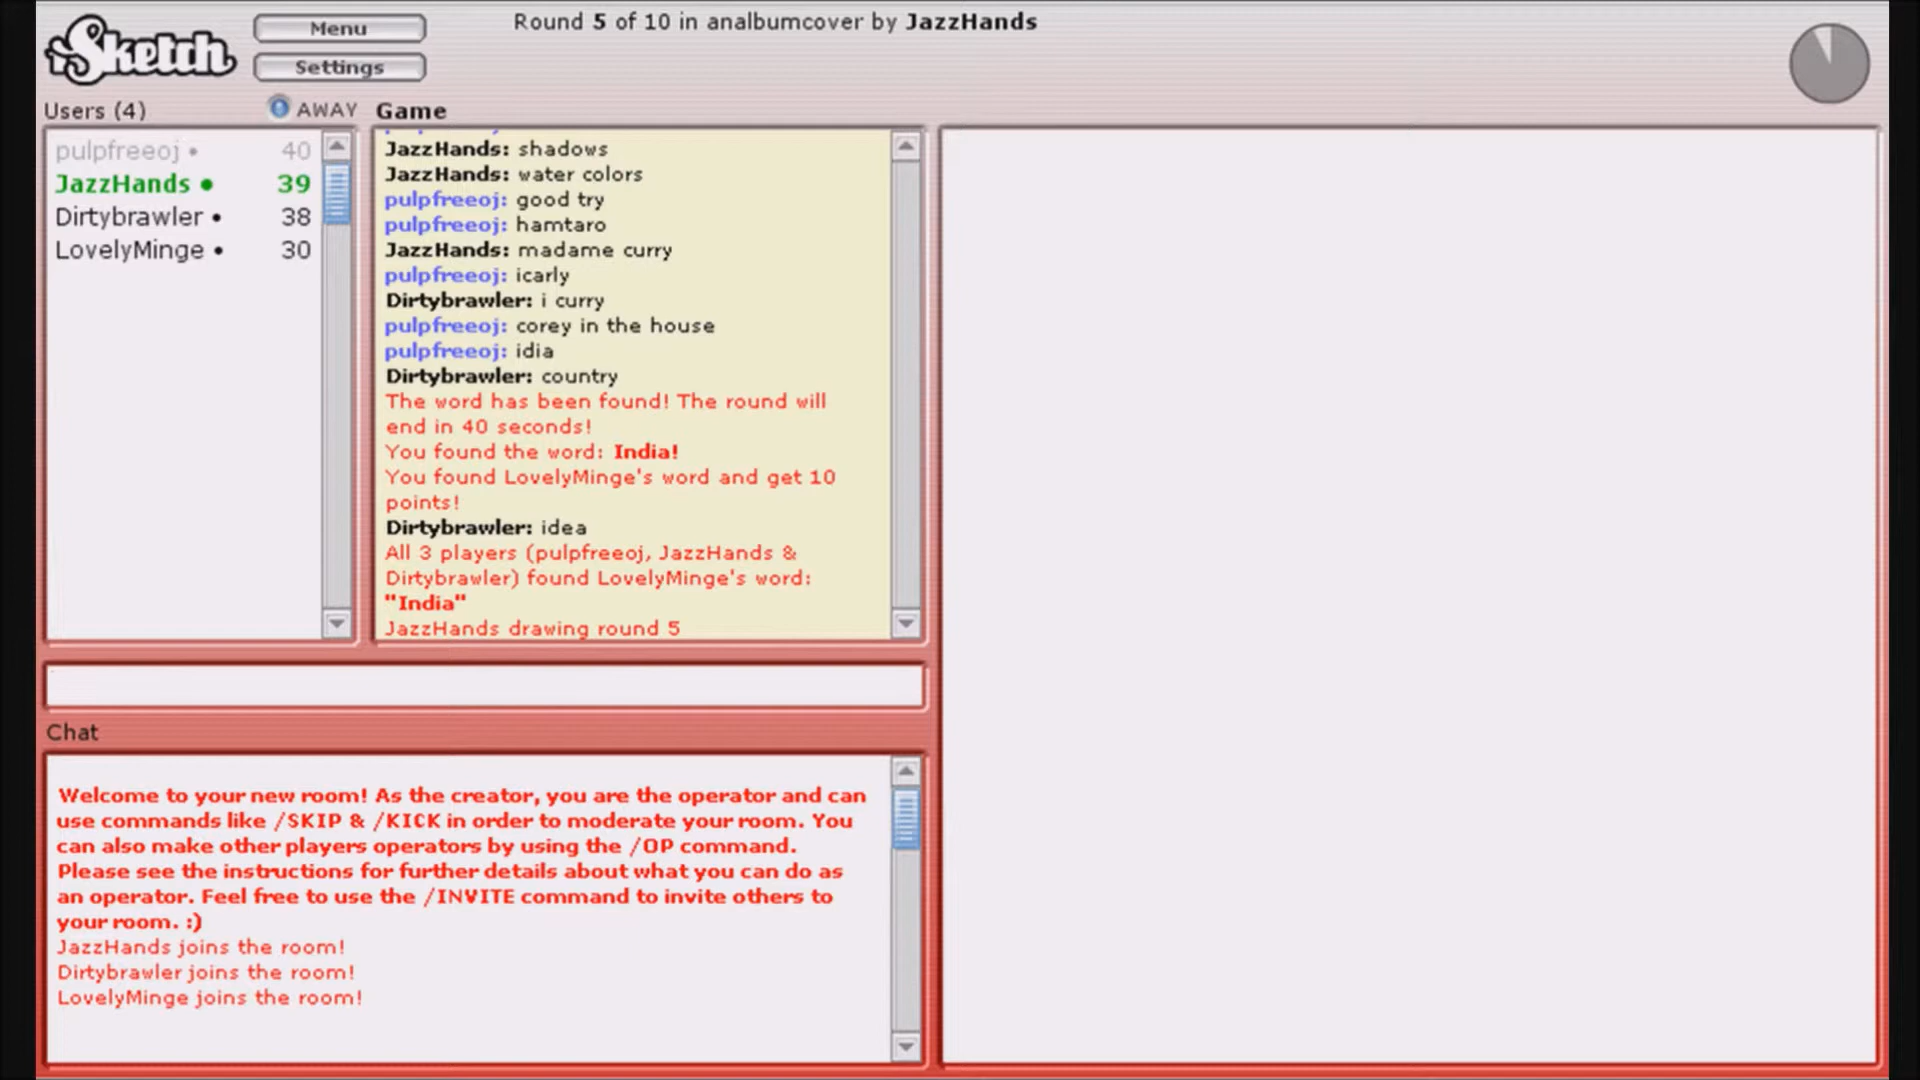 iSketch
Menu
Settings
Round 5 of 10 in analbumcover by JazzHands
Users (4)
AWAY
Game
pulpfreeoj • 40
JazzHands • 39
Dirtybrawler • 38
LovelyMinge • 30
JazzHands: shadows
JazzHands: water colors
pulpfreeoj: good try
pulpfreeoj: hamtaro
JazzHands: madame curry
pulpfreeoj: icarly
Dirtybrawler: i curry
pulpfreeoj: corey in the house
pulpfreeoj: idia
Dirtybrawler: country
The word has been found! The round will
end in 40 seconds!
You found the word: India!
You found LovelyMinge's word and get 10
points!
Dirtybrawler: idea
All 3 players (pulpfreeoj, JazzHands &
Dirtybrawler) found LovelyMinge's word:
"India"
JazzHands drawing round 5
Chat
Welcome to your new room! As the creator, you are the operator and can
use commands like /SKIP & /KICK in order to moderate your room. You
can also make other players operators by using the /OP command.
Please see the instructions for further details about what you can do as
an operator. Feel free to use the /INVITE command to invite others to
your room. :)
JazzHands joins the room!
Dirtybrawler joins the room!
LovelyMinge joins the room!